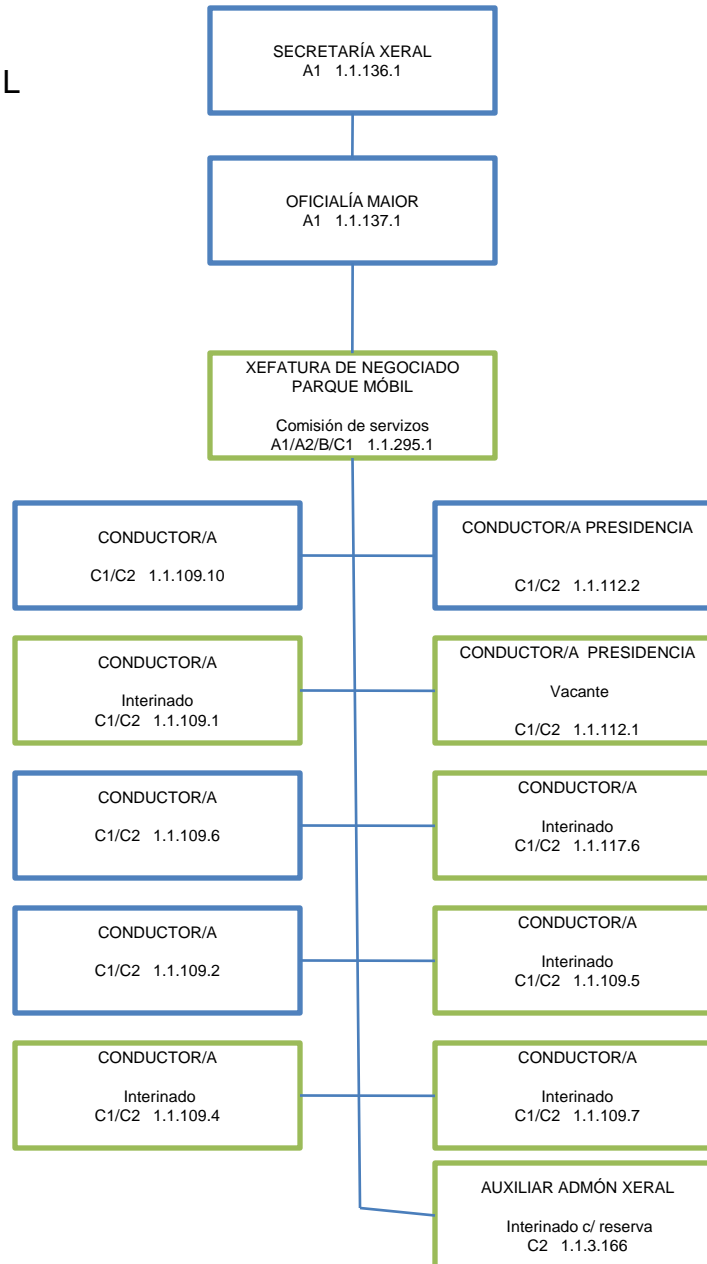 L
SECRETARÍA XERAL
A1 1.1.136.1
OFICIALÍA MAIOR
A1 1.1.137.1
XEFATURA DE NEGOCIADO
PARQUE MÓBIL
Comisión de servizos
A1/A2/B/C1 1.1.295.1
CONDUCTOR/A
C1/C2 1.1.109.10
CONDUCTOR/A PRESIDENCIA
C1/C2 1.1.112.2
CONDUCTOR/A
Interinado
C1/C2 1.1.109.1
CONDUCTOR/A PRESIDENCIA
Vacante
C1/C2 1.1.112.1
CONDUCTOR/A
C1/C2 1.1.109.6
CONDUCTOR/A
Interinado
C1/C2 1.1.117.6
CONDUCTOR/A
C1/C2 1.1.109.2
CONDUCTOR/A
Interinado
C1/C2 1.1.109.5
CONDUCTOR/A
Interinado
C1/C2 1.1.109.4
CONDUCTOR/A
Interinado
C1/C2 1.1.109.7
AUXILIAR ADMÓN XERAL
Interinado c/ reserva
C2 1.1.3.166